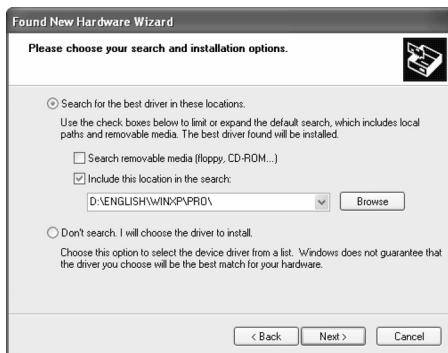 Found New Hardware Wizard
Please choose your search and installation options.
Search for the best driver in these locations.
Use the check boxes below to limit or expand the default search, which includes local
paths and removable media. The best driver found will be installed.
Search removable media (floppy, CD-ROM...)
Include this location in the search:
D:\ENGLISH\WINXP\PRO\
Browse
Don't search. I will choose the driver to install.
Choose this option to select the device driver from a list. Windows does not guarantee that
the driver you choose will be the best match for your hardware.
< Back
Next >
Cancel